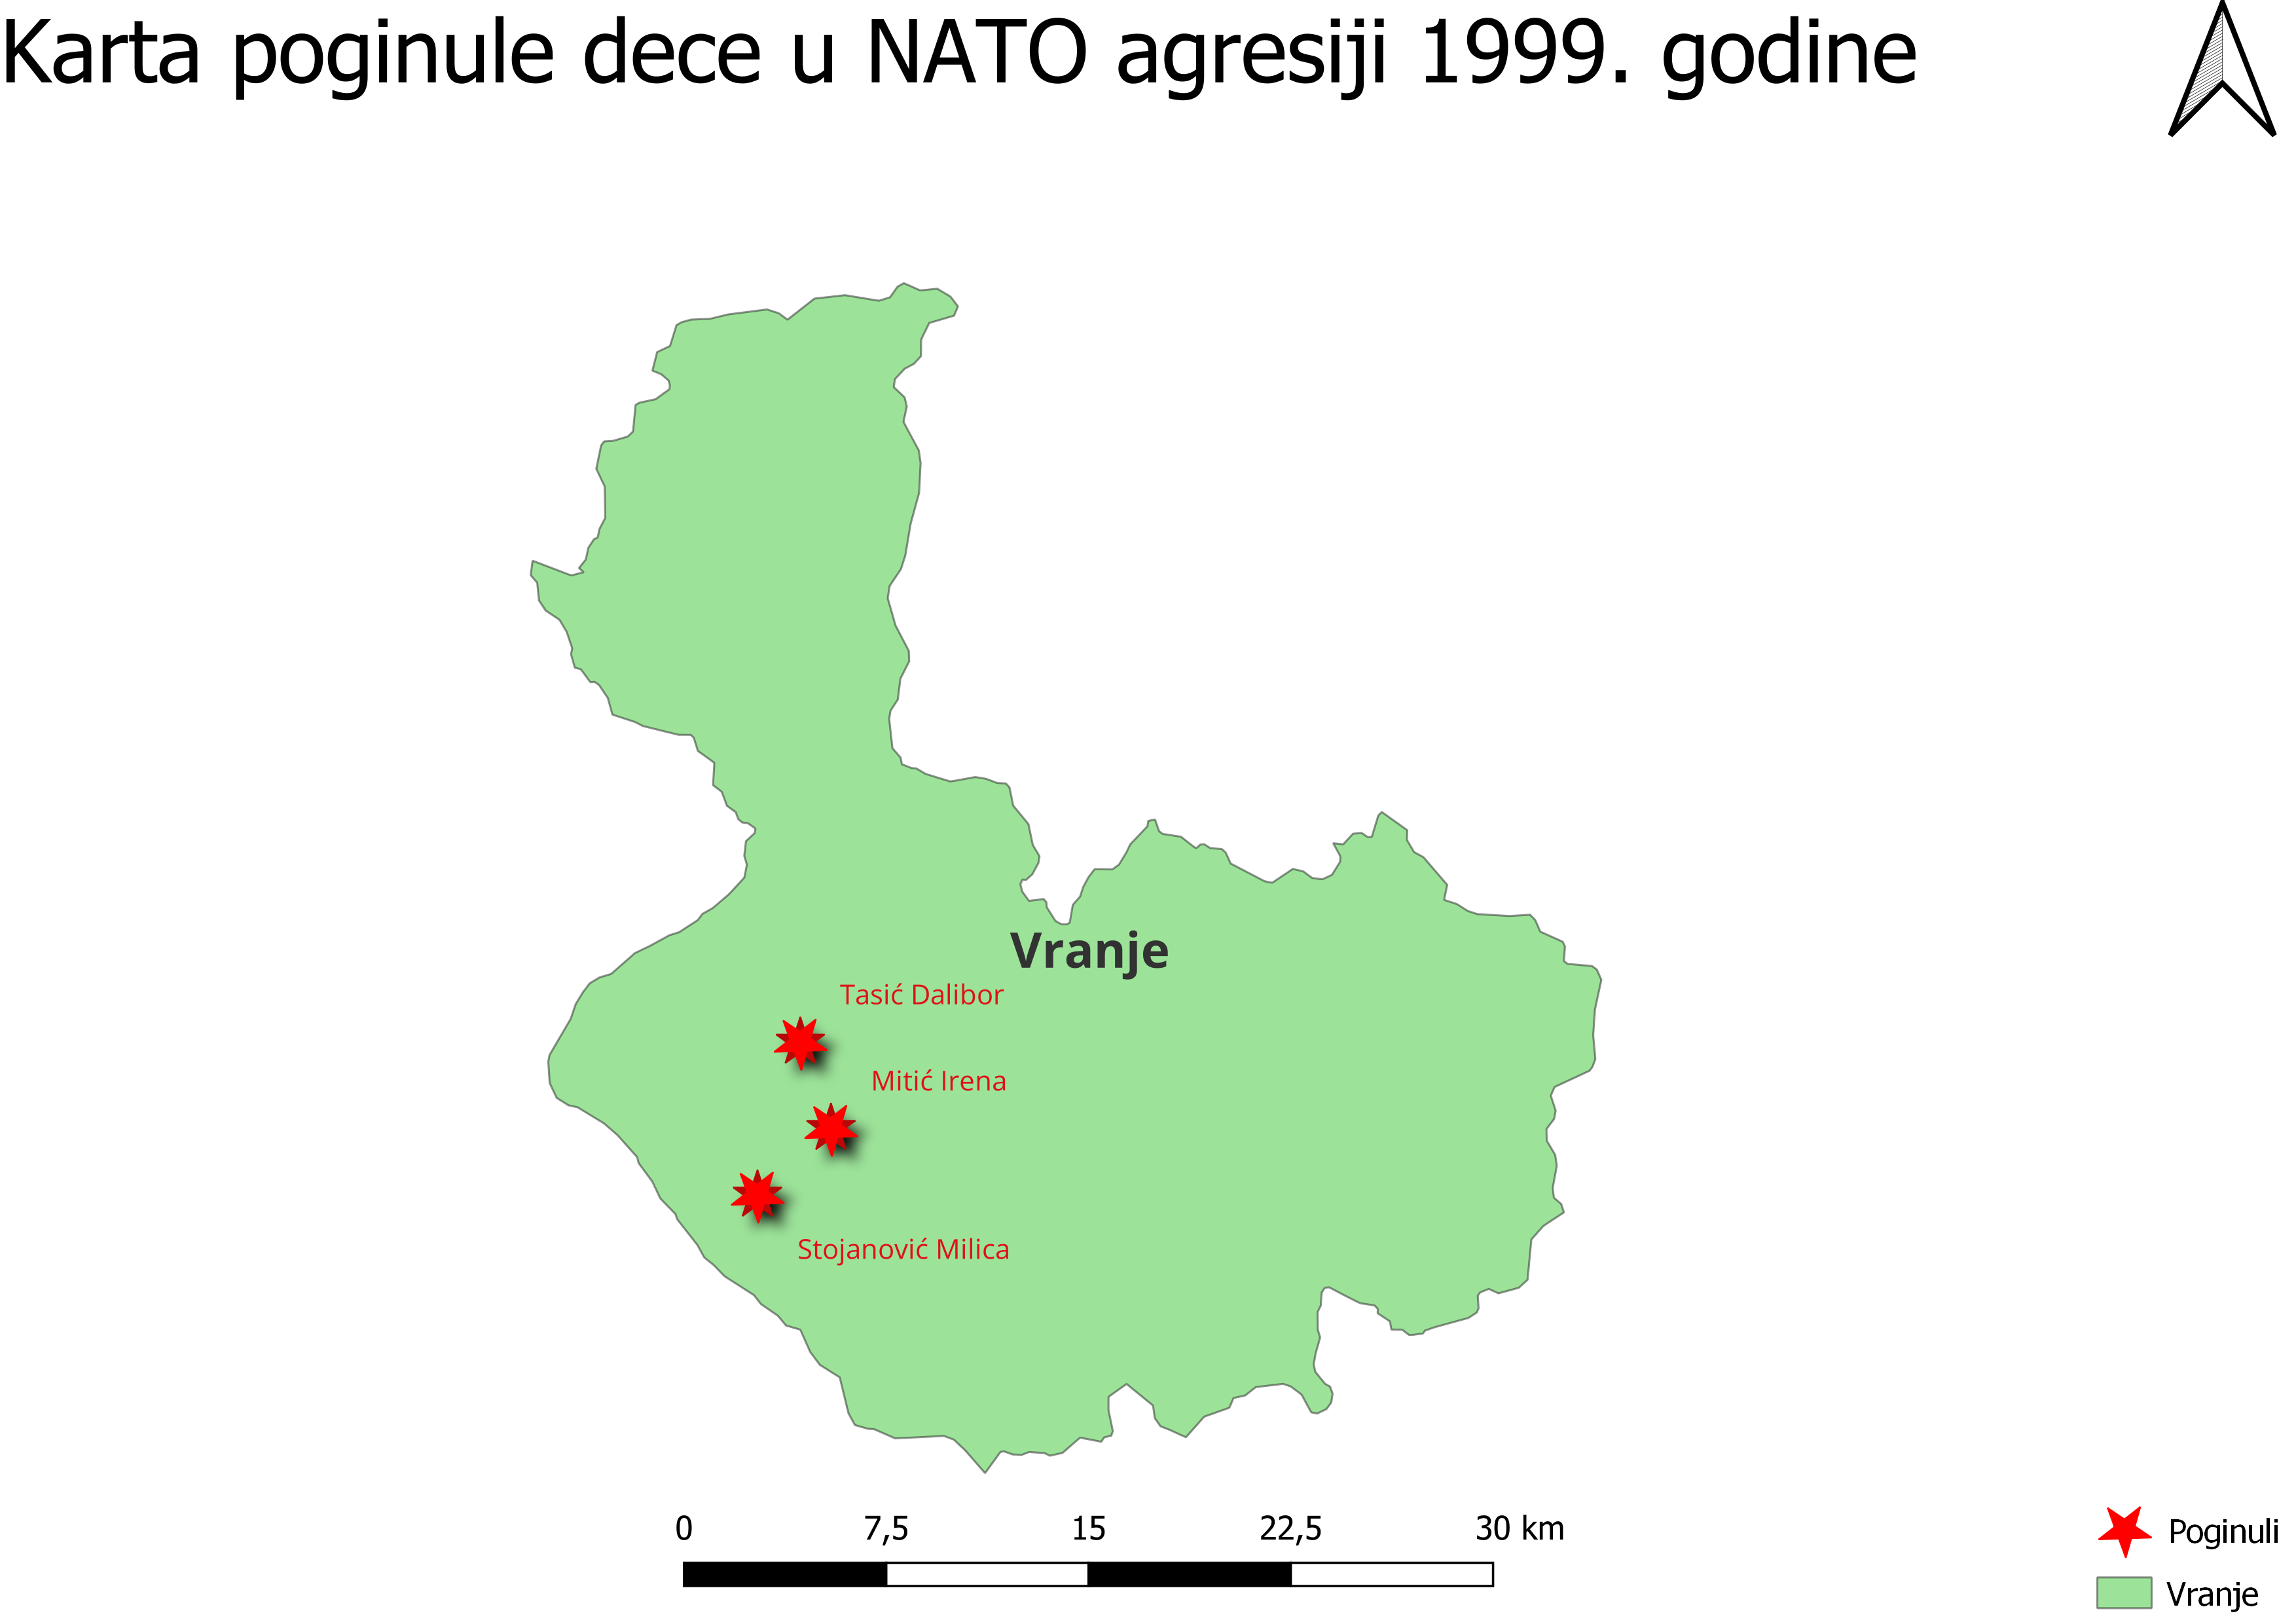 Karta poginule dece u NATO agresiji 1999. godine
Vranje
Tasić Dalibor
Mitić Irena
Stojanović Milica
0 7,5 15 22,5 30 km
Poginuli
Vranje